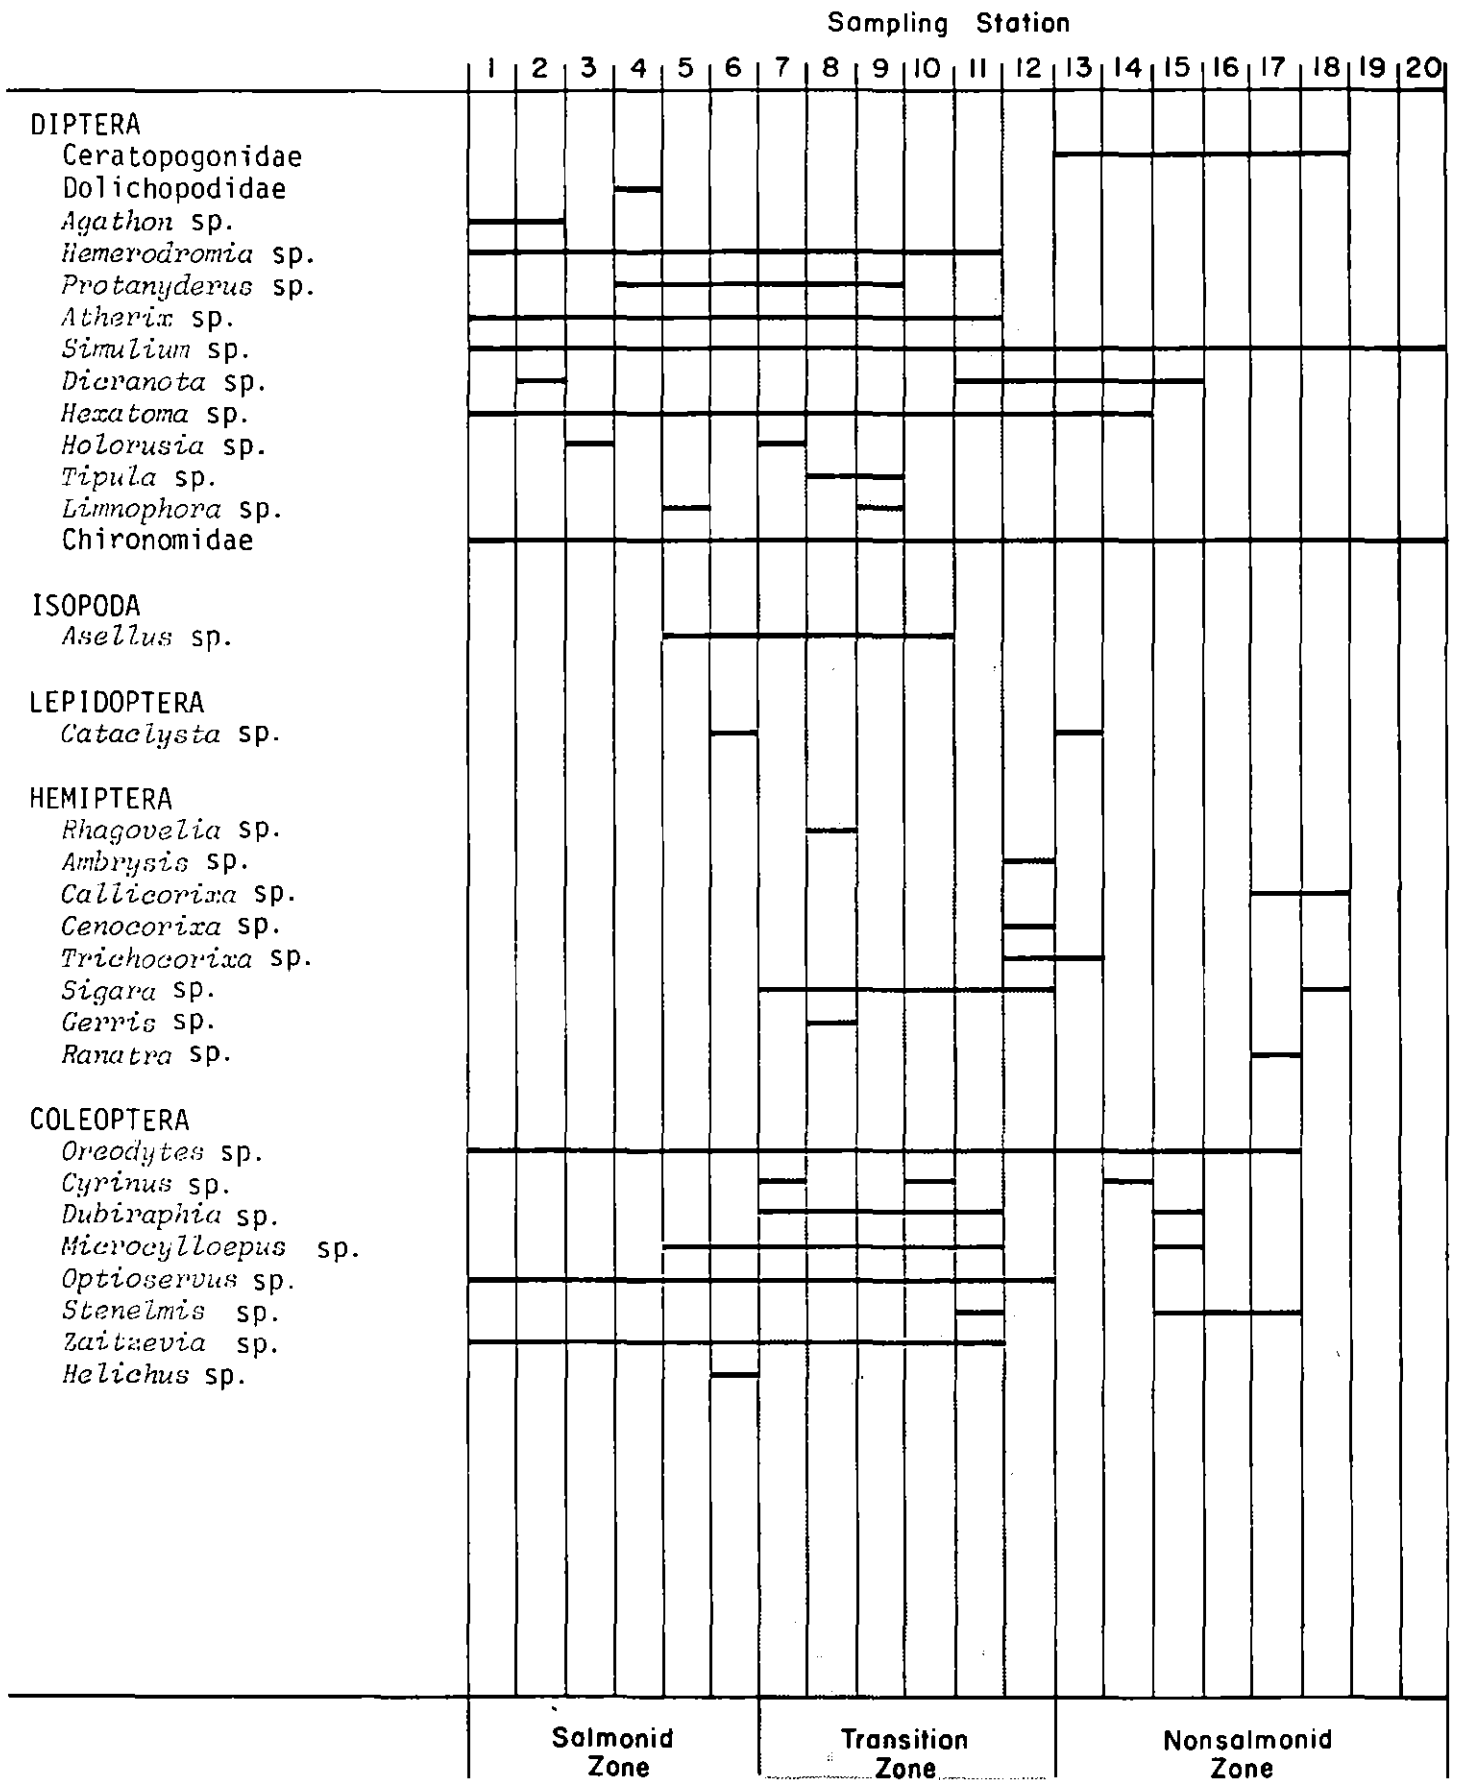 Sampling Station
1 2 3 4 5 6 7 8 9 10 11 12 13 14 15 16 17 18 19 20
DIPTERA
Ceratopogonidae
Dolichopodidae
Agathon sp.
Hemerodromia sp.
Protanyderus sp.
Atherix sp.
Simulium sp.
Dicranota sp.
Hexatoma sp.
Holorusia sp.
Tipula sp.
Limnophora sp.
Chironomidae
ISOPODA
Asellus sp.
LEPIDOPTERA
Cataclysta sp.
HEMIPTERA
Rhagovelia sp.
Ambrysis sp.
Callicorixa sp.
Cenocorixa sp.
Trichocorixa sp.
Sigara sp.
Gerris sp.
Ranatra sp.
COLEOPTERA
Oreodytes sp.
Cyrinus sp.
Dubiraphia sp.
Microcylloepus sp.
Optioservus sp.
Stenelmis sp.
Zaitzevia sp.
Helichus sp.
Salmonid Zone
Transition Zone
Nonsalmonid Zone